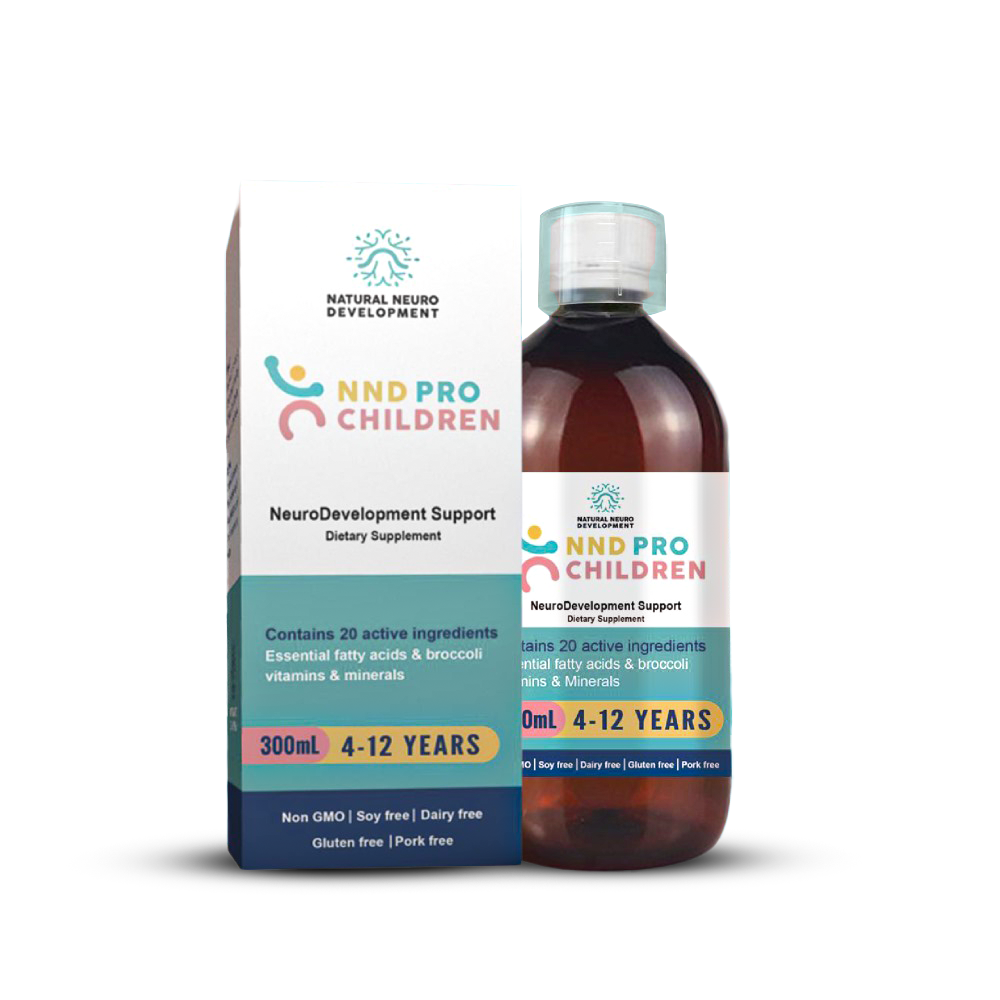 NATURAL NEURO
DEVELOPMENT
NND PRO
CHILDREN
NeuroDevelopment Support
Dietary Supplement
Contains 20 active ingredients
Essential fatty acids & broccoli
vitamins & minerals
300mL 4-12 YEARS
Non GMO | Soy free | Dairy free
Gluten free | Pork free
NATURAL NEURO
DEVELOPMENT
NND PRO
CHILDREN
NeuroDevelopment Support
Dietary Supplement
tains 20 active ingredients
ential fatty acids & broccoli
mins & Minerals
0mL 4-12 YEARS
MO | Soy free | Dairy free | Gluten free | Pork free